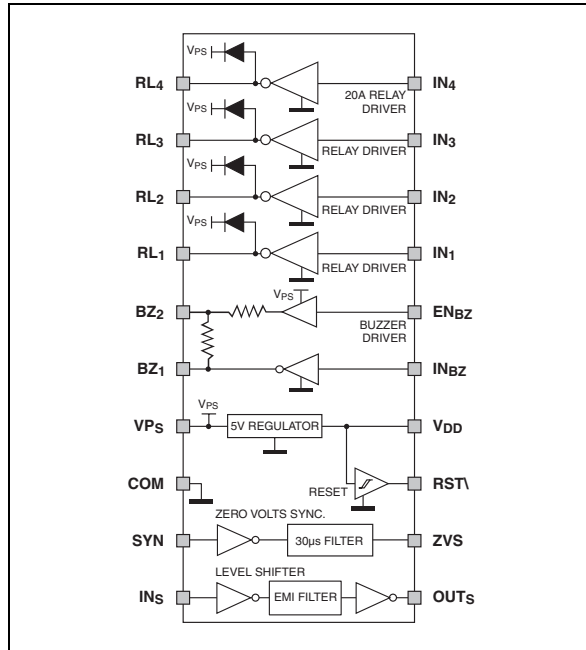 VPS
RL4
IN4
20A RELAY
DRIVER
VPS
RL3
IN3
RELAY DRIVER
VPS
RL2
IN2
RELAY DRIVER
VPS
RL1
IN1
RELAY DRIVER
VPS
BZ2
ENBZ
BUZZER
DRIVER
BZ1
INBZ
VPS
VPS
5V REGULATOR
VDD
COM
RESET
RST\
ZERO VOLTS SYNC.
SYN
30µs FILTER
ZVS
LEVEL SHIFTER
INS
EMI FILTER
OUTS